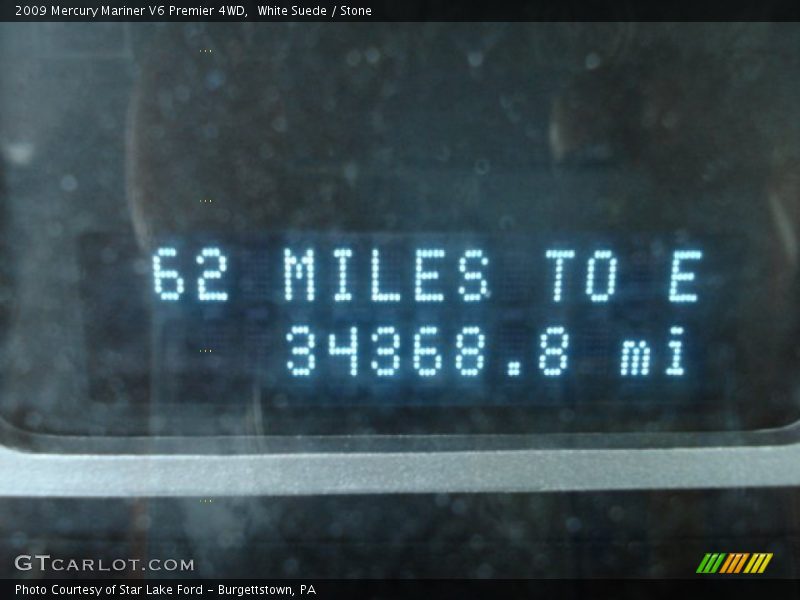 2009 Mercury Mariner V6 Premier 4WD, White Suede / Stone
62 MILES TO E
34368.8 mi
GTCARLOT.COM
Photo Courtesy of Star Lake Ford - Burgettstown, PA